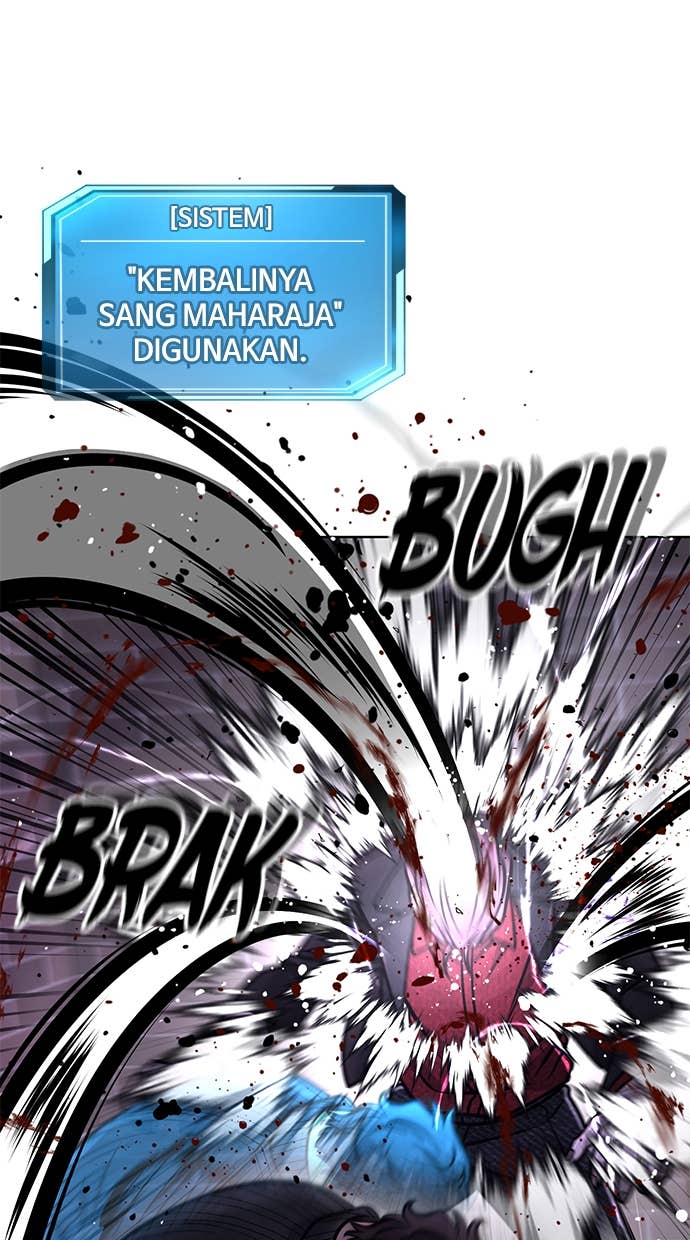 [SISTEM]
"KEMBALINYA
SANG MAHARAJA"
DIGUNAKAN.
BUGH
BRAK